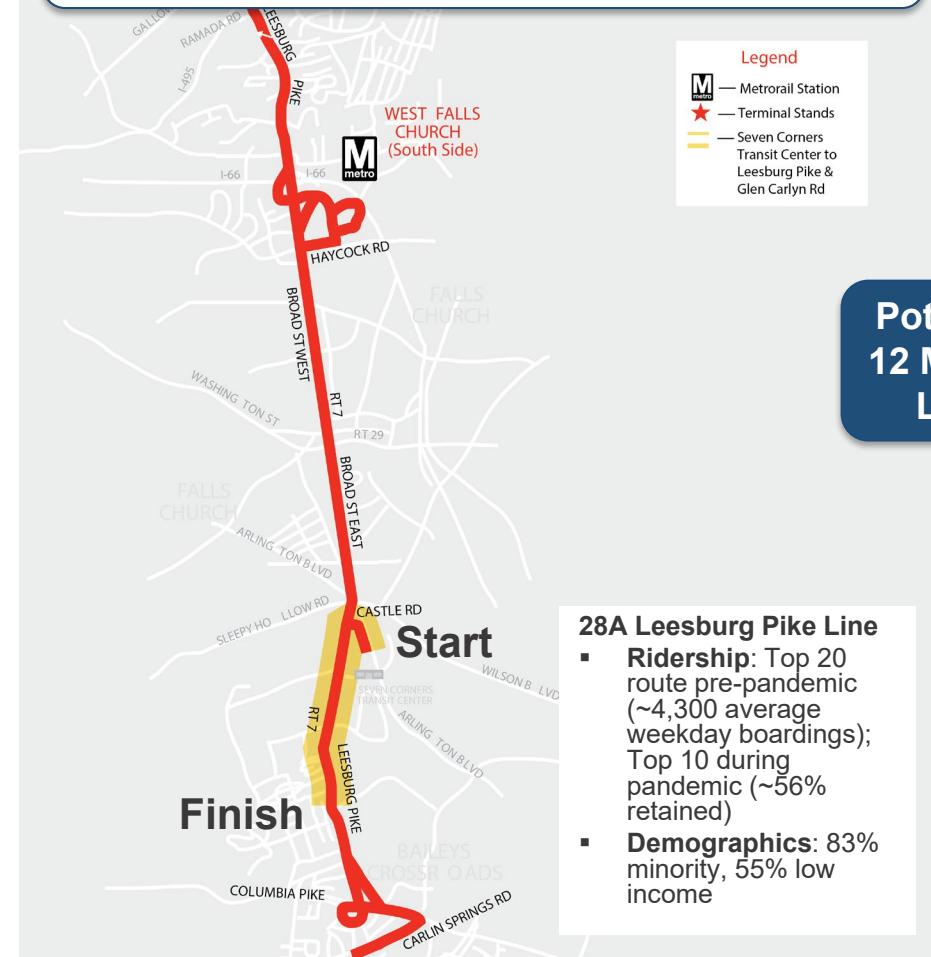 GALLO
RAMADA RD
LEESBURG
PIKE
I-495
Legend
M
metro
Metrorail Station
Terminal Stands
Seven Corners
Transit Center to
Leesburg Pike &
Glen Carlyn Rd
WEST FALLS
CHURCH
(South Side)
M
metro
I-66
I-66
HAYCOCK RD
FALLS
CHURCH
BROAD ST WEST
Pot
12 M
L
WASHING TON ST
RT 7
RT 29
BROAD ST EAST
FALLS
CHURCH
ARLING TON BLVD
SLEEPY HO LLOW RD
CASTLE RD
Start
WILSON B LVD
SEVEN CORNERS
TRANSIT CENTER
ARLING TON BLVD
RT 7
LEESBURG PIKE
Finish
BAILEYS
CROSSR OADS
COLUMBIA PIKE
CARLIN SPRINGS RD
28A Leesburg Pike Line
▪ Ridership: Top 20
route pre-pandemic
(~4,300 average
weekday boardings);
Top 10 during
pandemic (~56%
retained)
▪ Demographics: 83%
minority, 55% low
income